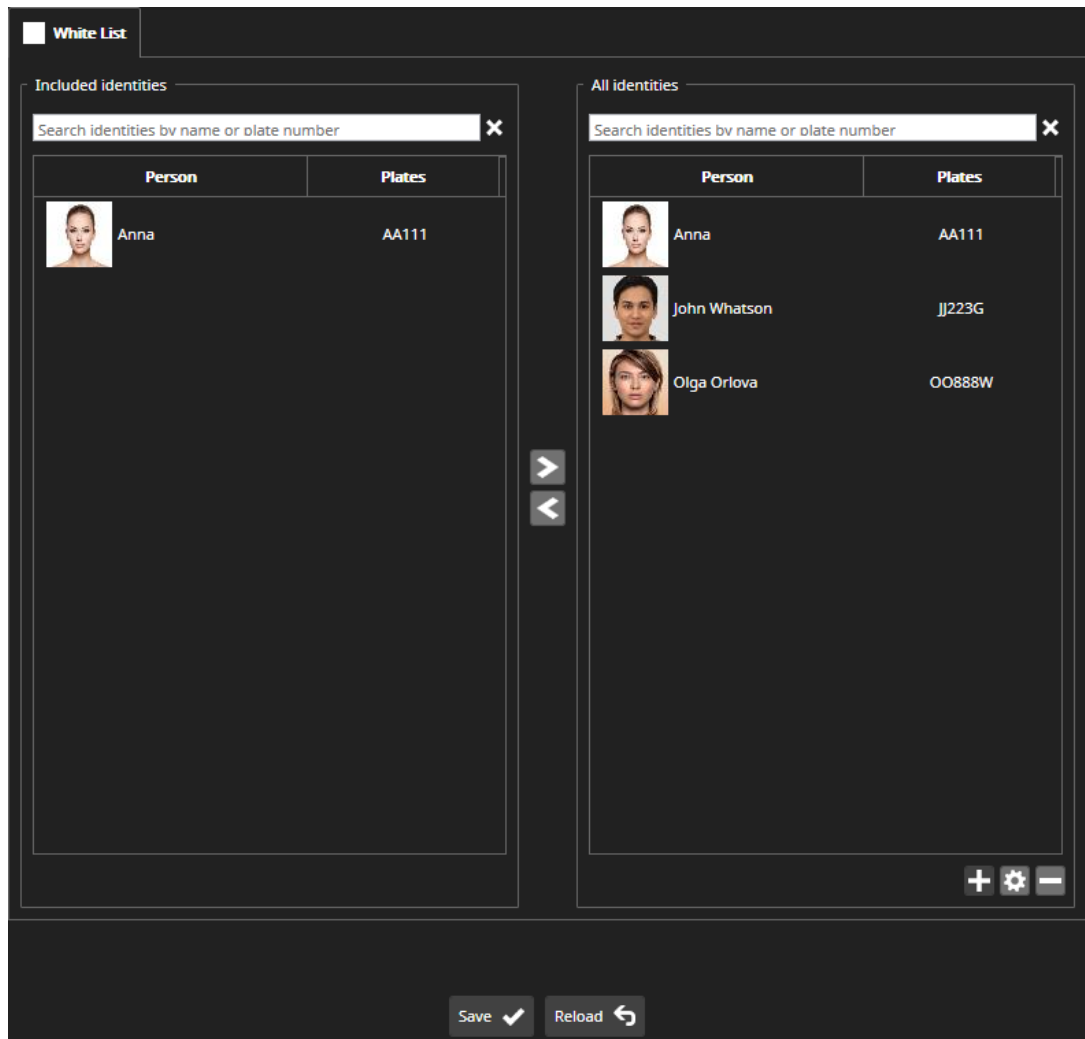 White List
Included identities
Search identities by name or plate number
Person Plates
Anna AA111
All identities
Search identities by name or plate number
Person Plates
Anna AA111
John Whatson JJ223G
Olga Orlova OO888W
Save Reload